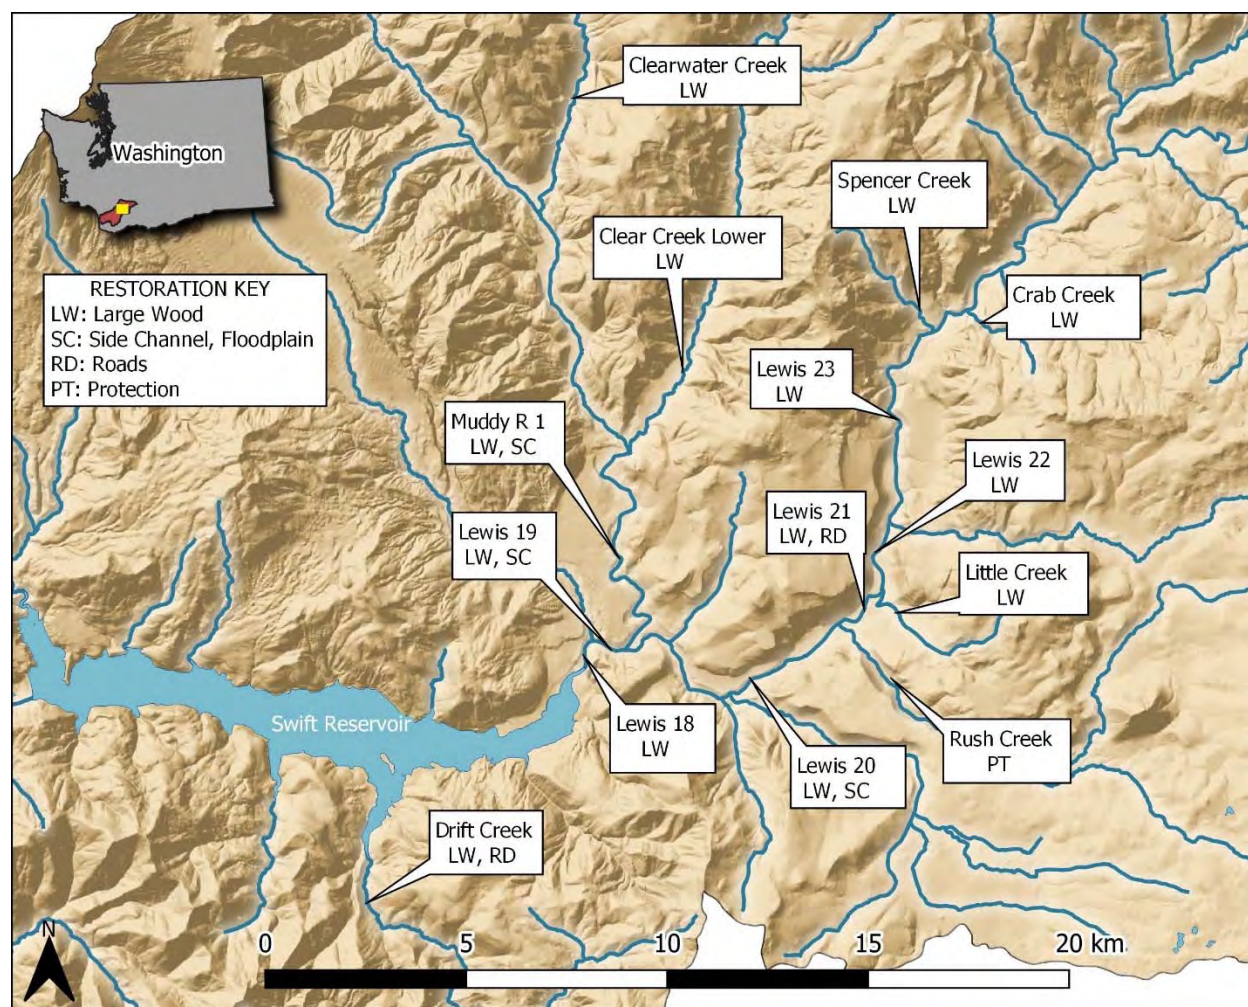 Clearwater Creek
LW
Washington
Spencer Creek
LW
Clear Creek Lower
LW
RESTORATION KEY
LW: Large Wood
SC: Side Channel, Floodplain
RD: Roads
PT: Protection
Crab Creek
LW
Lewis 23
LW
Muddy R 1
LW, SC
Lewis 22
LW
Lewis 21
LW, RD
Lewis 19
LW, SC
Little Creek
LW
Swift Reservoir
Lewis 18
LW
Rush Creek
PT
Lewis 20
LW, SC
Drift Creek
LW, RD
N
0 5 10 15 20 km